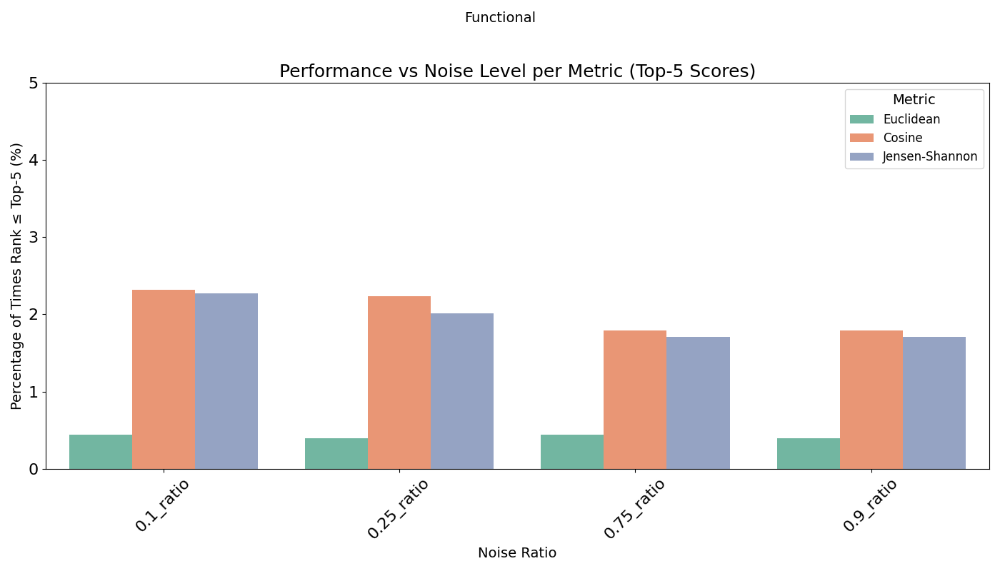 Functional
Performance vs Noise Level per Metric (Top-5 Scores)
Percentage of Times Rank ≤ Top-5 (%)
5
4
3
2
1
0
Metric
Euclidean
Cosine
Jensen-Shannon
0.1_ratio
0.25_ratio
0.75_ratio
0.9_ratio
Noise Ratio